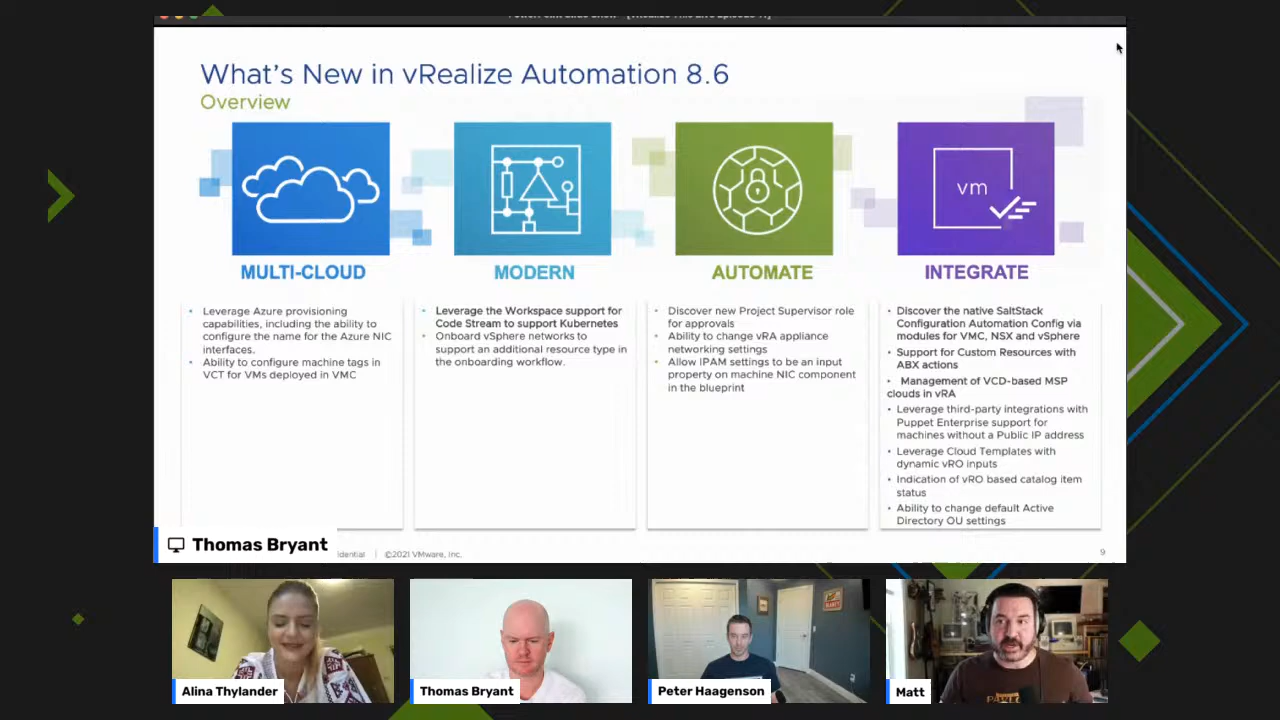 What's New in vRealize Automation 8.6
Overview
vm
MULTI-CLOUD
MODERN
AUTOMATE
INTEGRATE
• Leverage Azure provisioning
capabilities, including the ability to
configure the name for the Azure NIC
interfaces.
• Ability to configure machine tags in
VCT for VMs deployed in VMC
• Leverage the Workspace support for
Code Stream to support Kubernetes
• Onboard vSphere networks to
support an additional resource type in
the onboarding workflow.
• Discover new Project Supervisor role
for approvals
• Ability to change vRA appliance
networking settings
• Allow IPAM settings to be an input
property on machine NIC component
in the blueprint
• Discover the native SaltStack
Configuration Automation Config via
modules for VMC, NSX and vSphere
• Support for Custom Resources with
ABX actions
• Management of VCD-based MSP
clouds in vRA
• Leverage third-party integrations with
Puppet Enterprise support for
machines without a Public IP address
• Leverage Cloud Templates with
dynamic vRO inputs
• Indication of vRO based catalog item
status
• Ability to change default Active
Directory OU settings
Thomas Bryant
idential | ©2021 VMware, Inc.
9
Alina Thylander
Thomas Bryant
Peter Haagenson
Matt